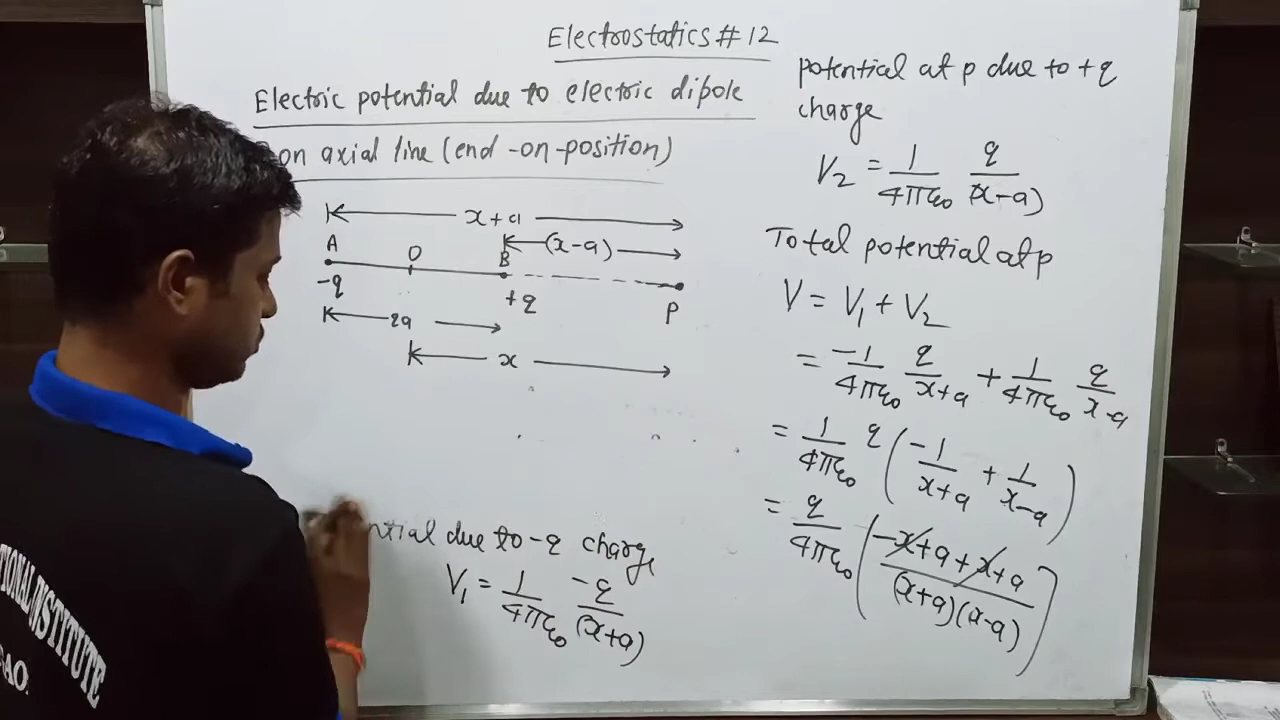 Electrostatics # 12
Electric potential due to electric dipole
on axial line (end-on-position)
x+a
(x-a)
A O B
-q +q P
2a
x
due to -q charge
V₁ = 1/4πε₀ -q/(x+a)
potential at p due to +q
charge
V₂ = 1/4πε₀ q/(x-a)
Total potential at p
V = V₁ + V₂
= -1/4πε₀ q/x+a + 1/4πε₀ q/x-a
= 1/4πε₀ q (-1/x+a + 1/x-a)
= q/4πε₀ (-x+a+x+a/(x+a)(x-a))
TIONAL INSTITUTE